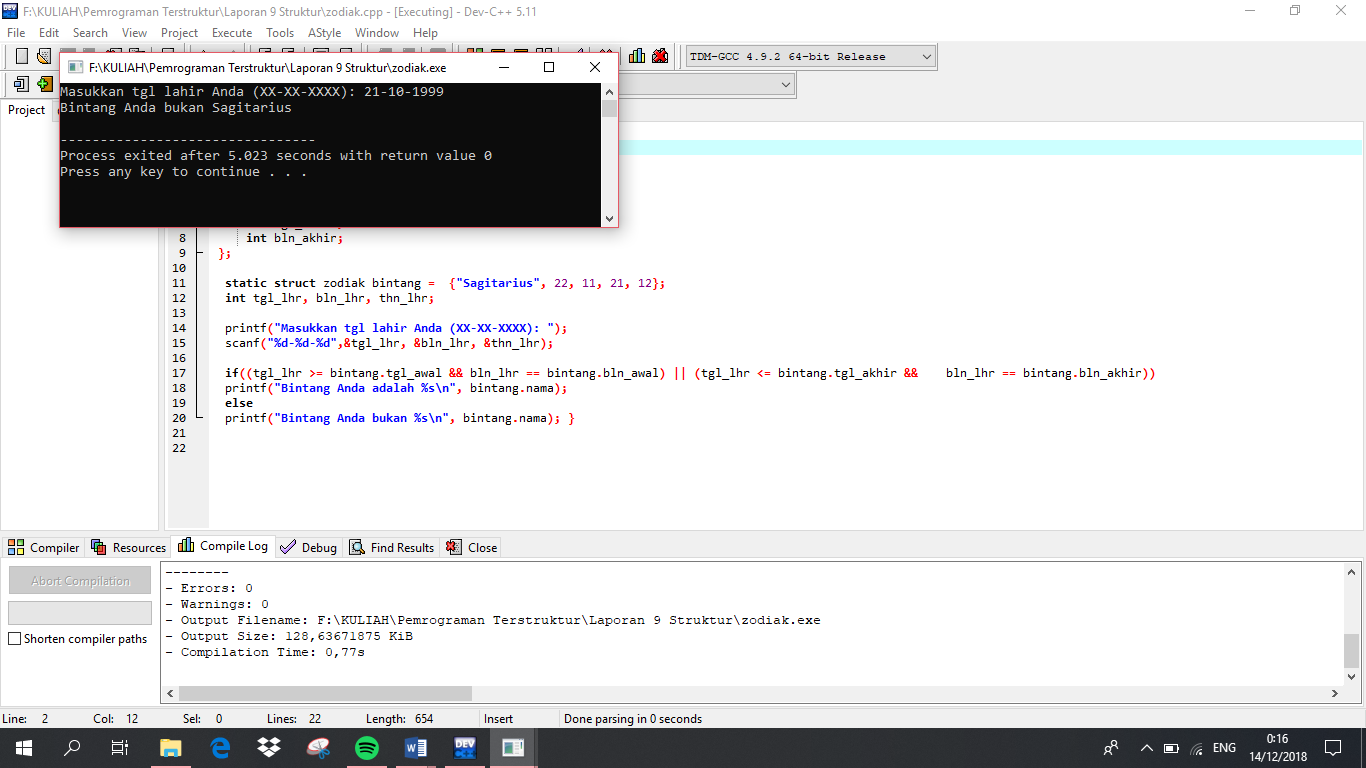 F:\KULIAH\Pemrograman Terstruktur\Laporan 9 Struktur\zodiak.cpp - [Executing] - Dev-C++ 5.11
File Edit Search View Project Execute Tools AStyle Window Help
TDM-GCC 4.9.2 64-bit Release
F:\KULIAH\Pemrograman Terstruktur\Laporan 9 Struktur\zodiak.exe
Masukkan tgl lahir Anda (XX-XX-XXXX): 21-10-1999
Bintang Anda bukan Sagitarius
--------------------------------
Process exited after 5.023 seconds with return value 0
Press any key to continue . . .
Project
8 int bln_akhir;
9 };
10
11 static struct zodiak bintang = {"Sagitarius", 22, 11, 21, 12};
12 int tgl_lhr, bln_lhr, thn_lhr;
13
14 printf("Masukkan tgl lahir Anda (XX-XX-XXXX): ");
15 scanf("%d-%d-%d",&tgl_lhr, &bln_lhr, &thn_lhr);
16
17 if((tgl_lhr >= bintang.tgl_awal && bln_lhr == bintang.bln_awal) || (tgl_lhr <= bintang.tgl_akhir && bln_lhr == bintang.bln_akhir))
18 printf("Bintang Anda adalah %s\n", bintang.nama);
19 else
20 printf("Bintang Anda bukan %s\n", bintang.nama); }
21
22
Compiler Resources Compile Log Debug Find Results Close
Abort Compilation
Shorten compiler paths
--------
- Errors: 0
- Warnings: 0
- Output Filename: F:\KULIAH\Pemrograman Terstruktur\Laporan 9 Struktur\zodiak.exe
- Output Size: 128,63671875 KiB
- Compilation Time: 0,77s
Line: 2 Col: 12 Sel: 0 Lines: 22 Length: 654 Insert Done parsing in 0 seconds
DEV
ENG
0:16
14/12/2018